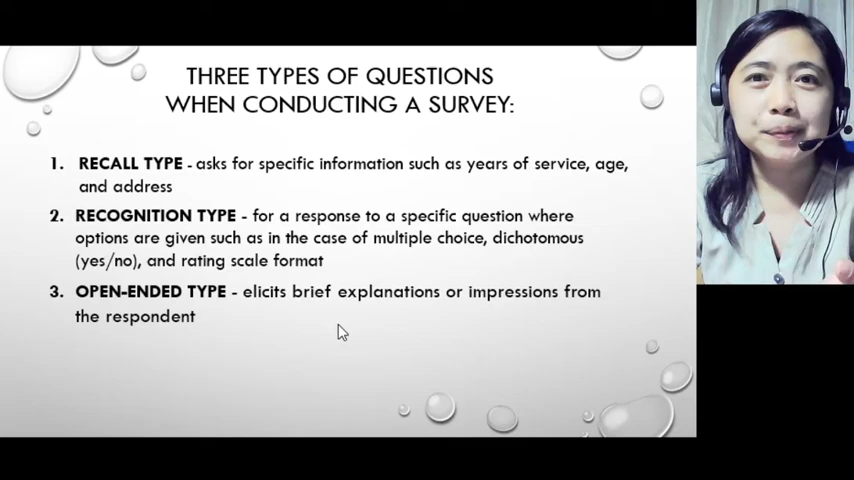 THREE TYPES OF QUESTIONS
WHEN CONDUCTING A SURVEY:
1. RECALL TYPE - asks for specific information such as years of service, age,
and address
2. RECOGNITION TYPE - for a response to a specific question where
options are given such as in the case of multiple choice, dichotomous
(yes/no), and rating scale format
3. OPEN-ENDED TYPE - elicits brief explanations or impressions from
the respondent